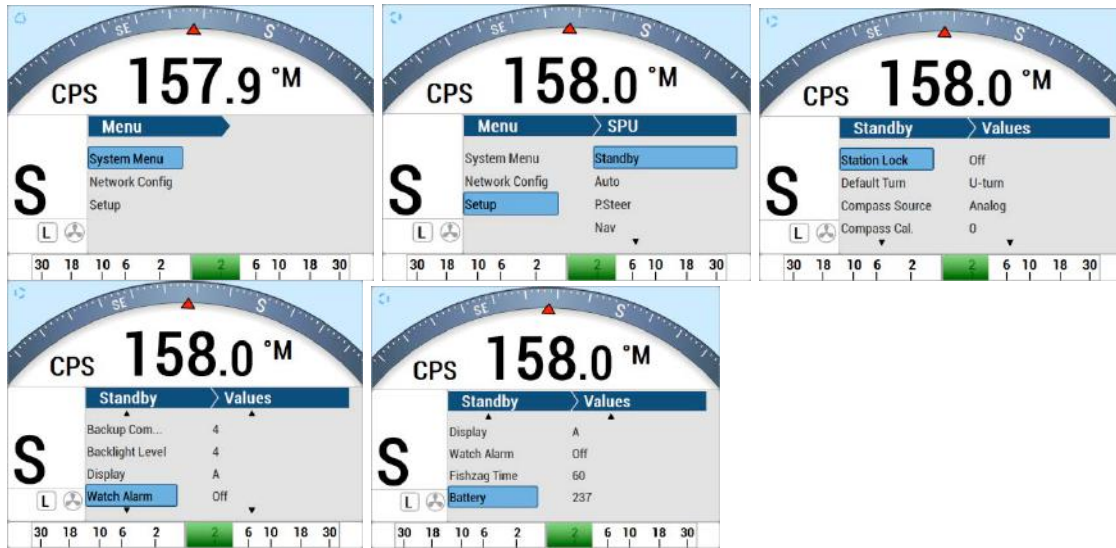 SE S
CPS 157.9 °M
Menu
System Menu
Network Config
Setup
S
L
30 18 10 6 2 2 6 10 18 30
SE S
CPS 158.0 °M
Menu SPU
System Menu Standby
Network Config Auto
Setup P.Steer
Nav
S
L
30 18 10 6 2 2 6 10 18 30
SE S
CPS 158.0 °M
Standby Values
Station Lock Off
Default Turn U-turn
Compass Source Analog
Compass Cal. 0
S
L
30 18 10 6 2 2 6 10 18 30
SE S
CPS 158.0 °M
Standby Values
Backup Com... 4
Backlight Level 4
Display A
Watch Alarm Off
S
L
30 18 10 6 2 2 6 10 18 30
SE S
CPS 158.0 °M
Standby Values
Display A
Watch Alarm Off
Fishzag Time 60
Battery 237
S
L
30 18 10 6 2 2 6 10 18 30